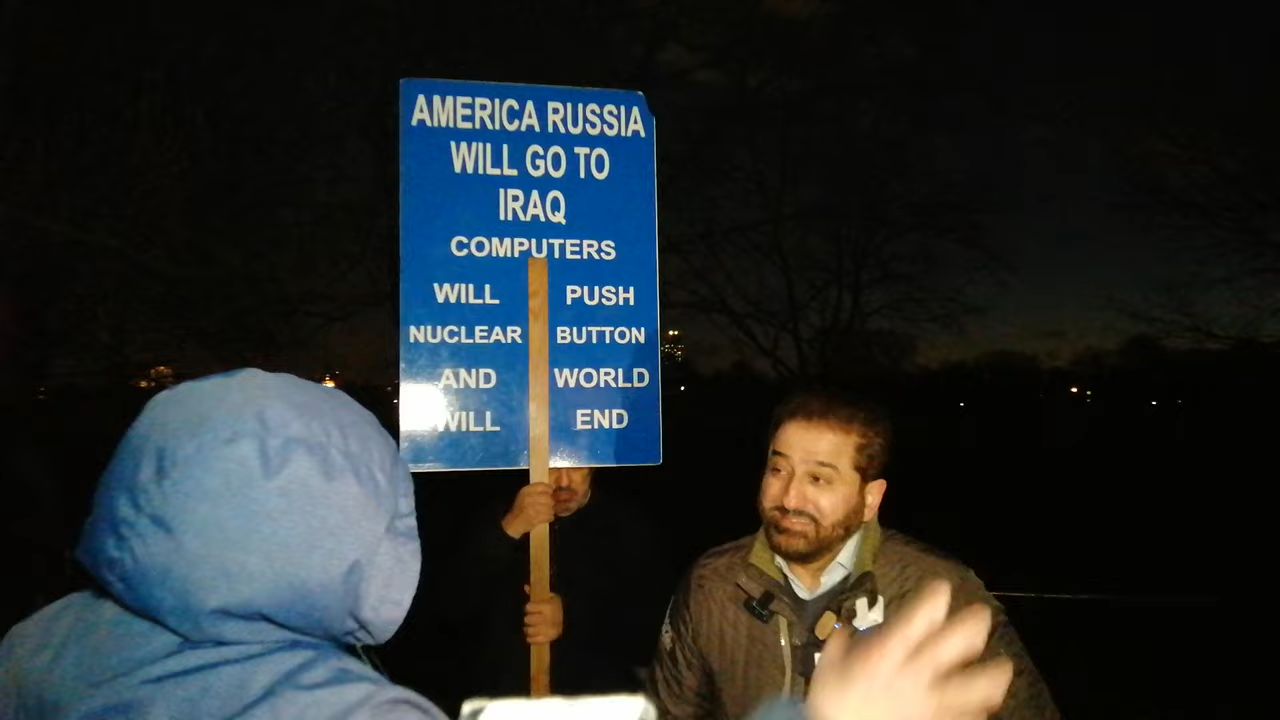 AMERICA RUSSIA
WILL GO TO
IRAQ
COMPUTERS
WILL PUSH
NUCLEAR BUTTON
AND WORLD
WILL END